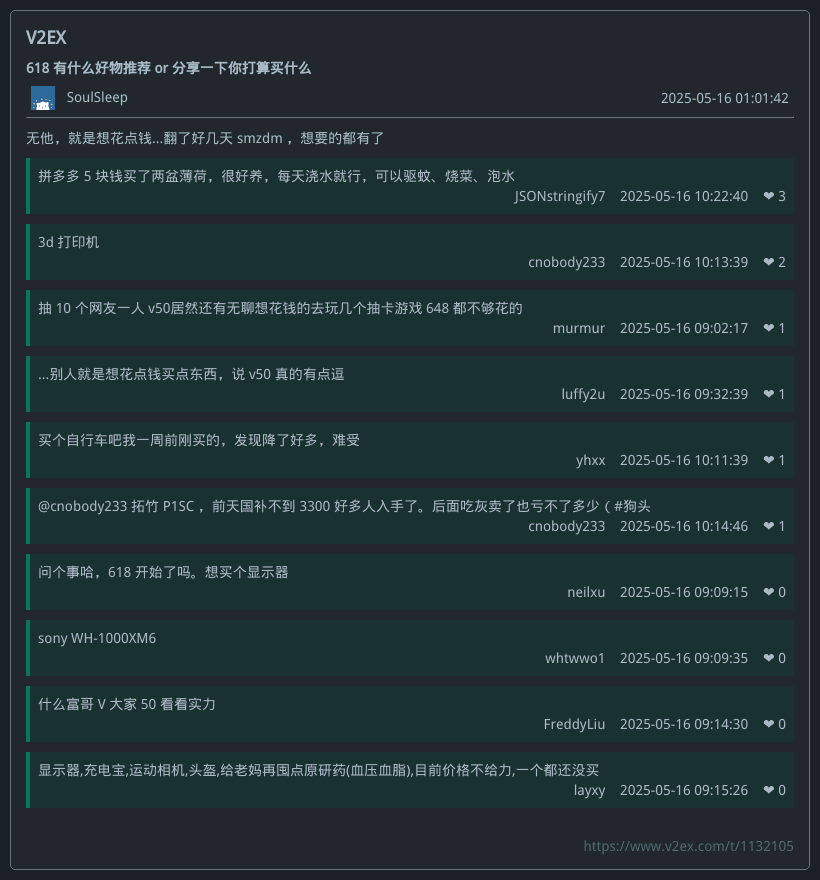 V2EX
618 有什么好物推荐 or 分享一下你打算买什么
SoulSleep 2025-05-16 01:01:42
无他，就是想花点钱...翻了好几天 smzdm ，想要的都有了
拼多多 5 块钱买了两盆薄荷，很好养，每天浇水就行，可以驱蚊、烧菜、泡水
JSONstringify7 2025-05-16 10:22:40 ❤ 3
3d 打印机
cnobody233 2025-05-16 10:13:39 ❤ 2
抽 10 个网友一人 v50居然还有无聊想花钱的去玩几个抽卡游戏 648 都不够花的
murmur 2025-05-16 09:02:17 ❤ 1
...别人就是想花点钱买点东西，说 v50 真的有点逗
luffy2u 2025-05-16 09:32:39 ❤ 1
买个自行车吧我一周前刚买的，发现降了好多，难受
yhxx 2025-05-16 10:11:39 ❤ 1
@cnobody233 拓竹 P1SC ，前天国补不到 3300 好多人入手了。后面吃灰卖了也亏不了多少（ #狗头
cnobody233 2025-05-16 10:14:46 ❤ 1
问个事哈，618 开始了吗。想买个显示器
neilxu 2025-05-16 09:09:15 ❤ 0
sony WH-1000XM6
whtwwo1 2025-05-16 09:09:35 ❤ 0
什么富哥 V 大家 50 看看实力
FreddyLiu 2025-05-16 09:14:30 ❤ 0
显示器,充电宝,运动相机,头盔,给老妈再囤点原研药(血压血脂),目前价格不给力,一个都还没买
layxy 2025-05-16 09:15:26 ❤ 0
https://www.v2ex.com/t/1132105